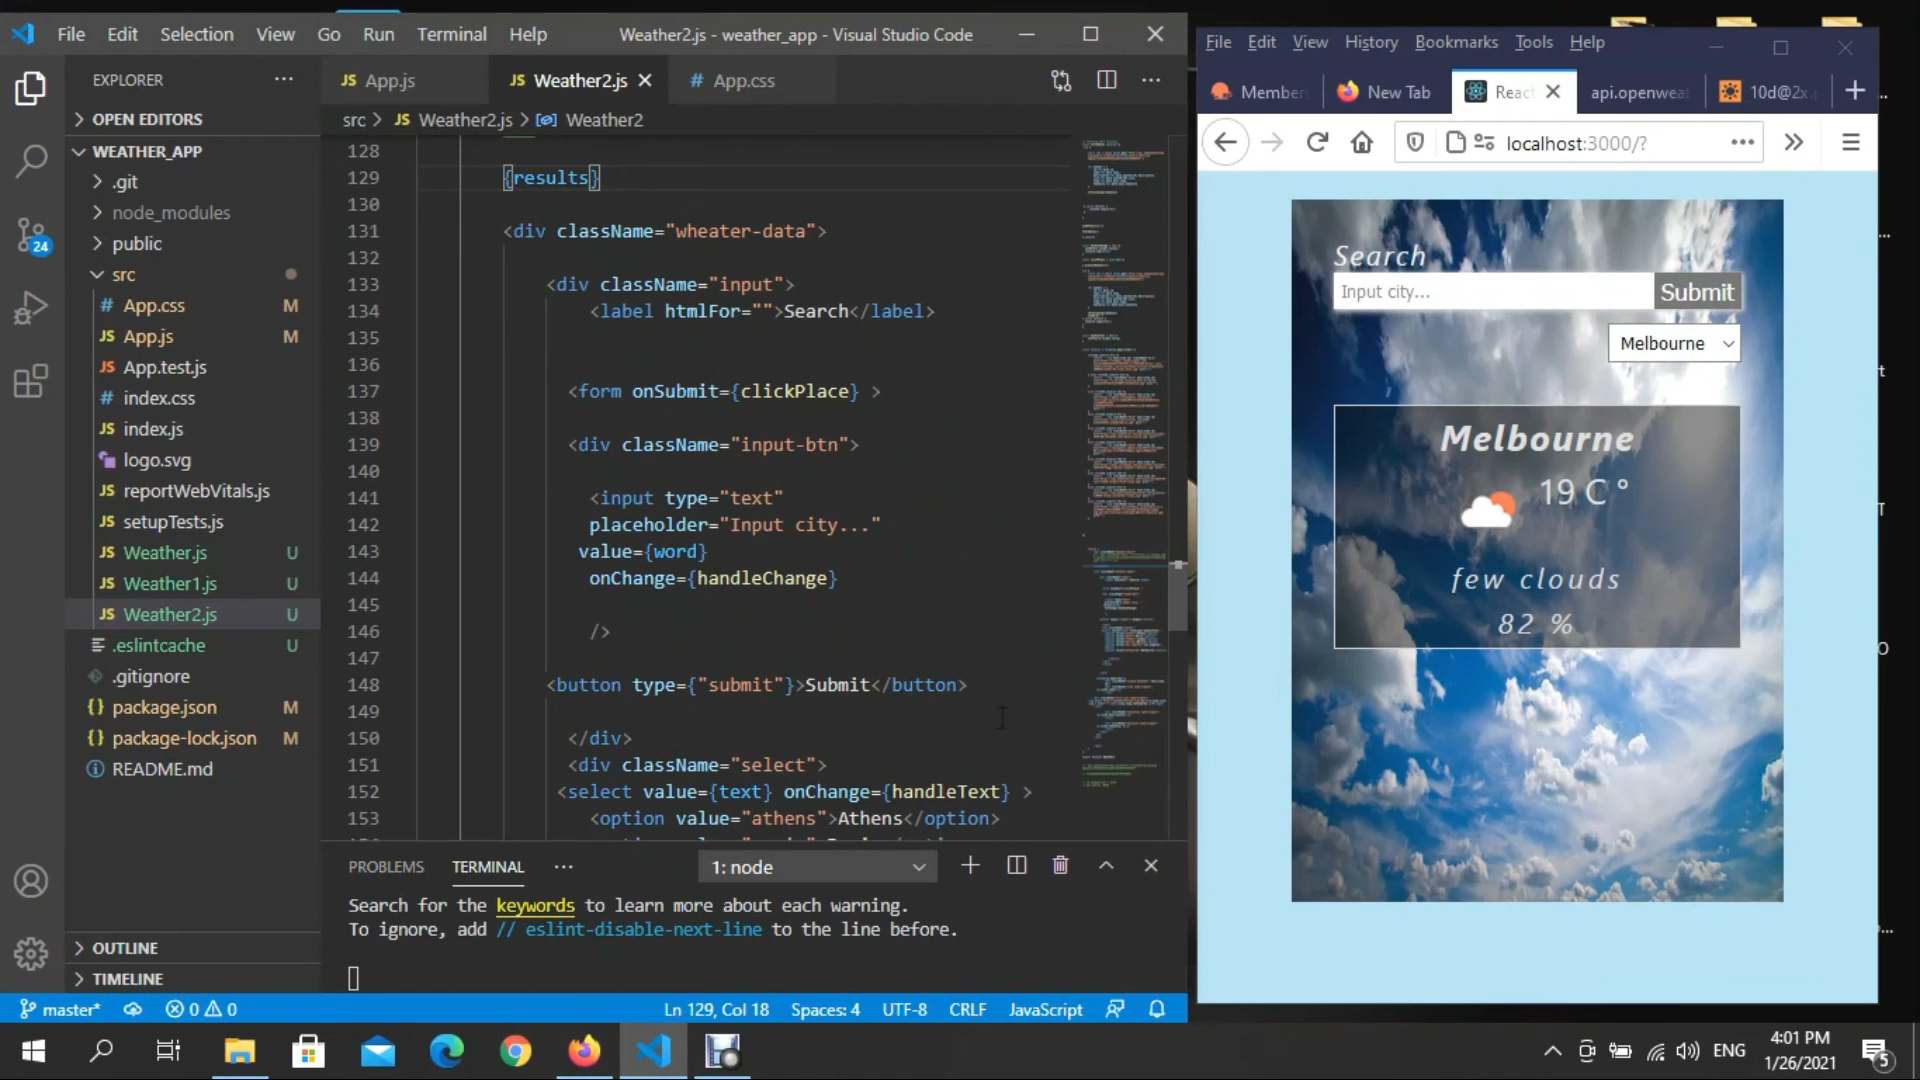 File Edit Selection View Go Run Terminal Help Weather2.js - weather_app - Visual Studio Code
EXPLORER
OPEN EDITORS
WEATHER_APP
.git
node_modules
public
src
App.css M
App.js M
App.test.js
index.css
index.js
logo.svg
reportWebVitals.js
setupTests.js
Weather.js U
Weather1.js U
Weather2.js U
.eslintcache U
.gitignore
package.json M
package-lock.json M
README.md
OUTLINE
TIMELINE
24
JS App.js JS Weather2.js # App.css
src > JS Weather2.js > Weather2
128
129 {results}
130
131 <div className="wheater-data">
132
133 <div className="input">
134 <label htmlFor="">Search</label>
135
136
137 <form onSubmit={clickPlace} >
138
139 <div className="input-btn">
140
141 <input type="text"
142 placeholder="Input city..."
143 value={word}
144 onChange={handleChange}
145
146 />
147
148 <button type={"submit"}>Submit</button>
149
150 </div>
151 <div className="select">
152 <select value={text} onChange={handleText} >
153 <option value="athens">Athens</option>
PROBLEMS TERMINAL 1: node
Search for the keywords to learn more about each warning.
To ignore, add // eslint-disable-next-line to the line before.
master* 0 0 Ln 129, Col 18 Spaces: 4 UTF-8 CRLF JavaScript
File Edit View History Bookmarks Tools Help
Member New Tab Reac api.openweat 10d@2x.
localhost:3000/?
Search
Input city... Submit
Melbourne
Melbourne
19 C °
few clouds
82 %
ENG
4:01 PM
1/26/2021
5